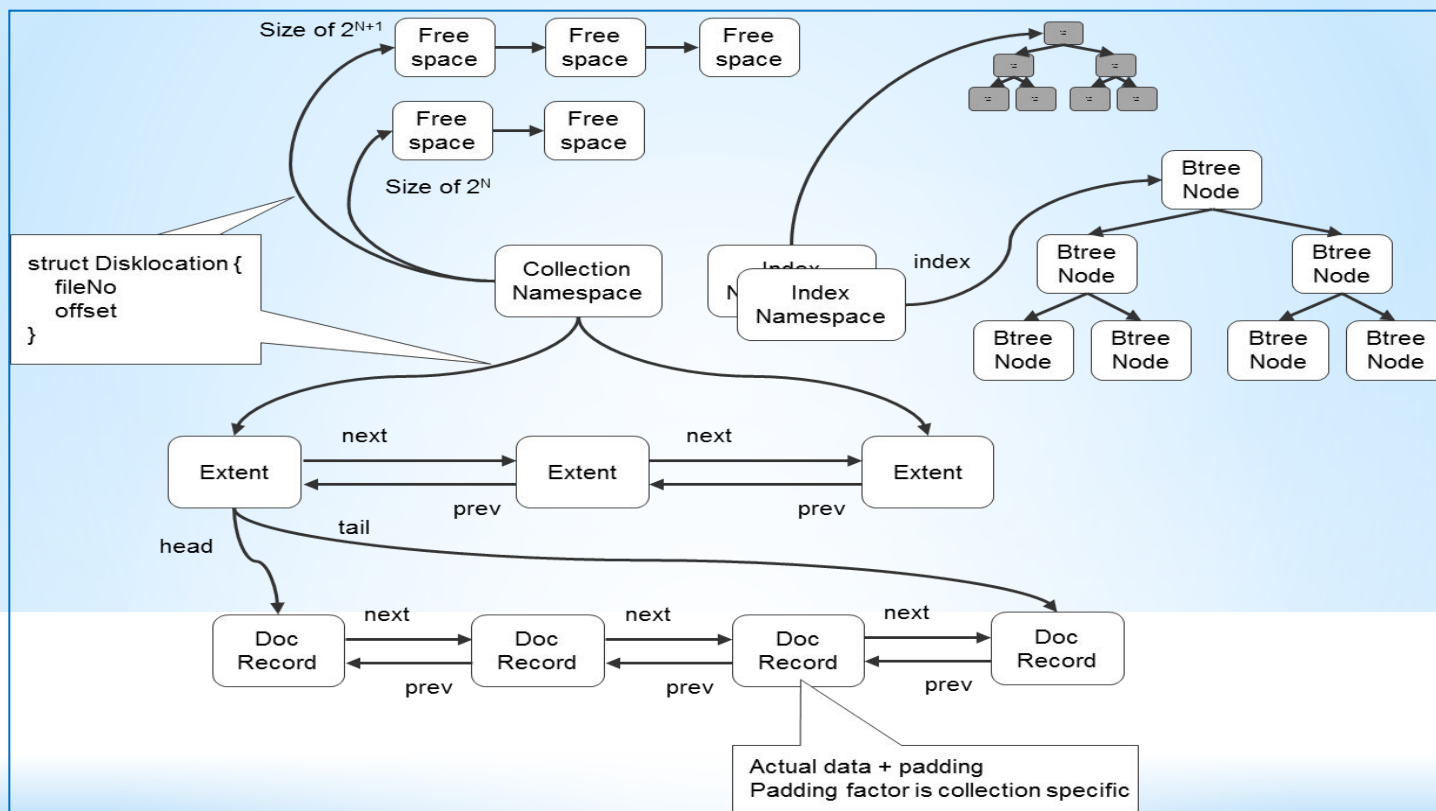 Size of 2^N+1
Free
space
Free
space
Free
space
Free
space
Free
space
Size of 2^N
struct Disklocation {
fileNo
offset
}
Collection
Namespace
Index
Index
Namespace
index
Btree
Node
Btree
Node
Btree
Node
Btree
Node
Btree
Node
Btree
Node
Btree
Node
next
next
Extent
Extent
Extent
prev
prev
head
tail
next
next
next
Doc
Record
Doc
Record
Doc
Record
Doc
Record
prev
prev
prev
Actual data + padding
Padding factor is collection specific